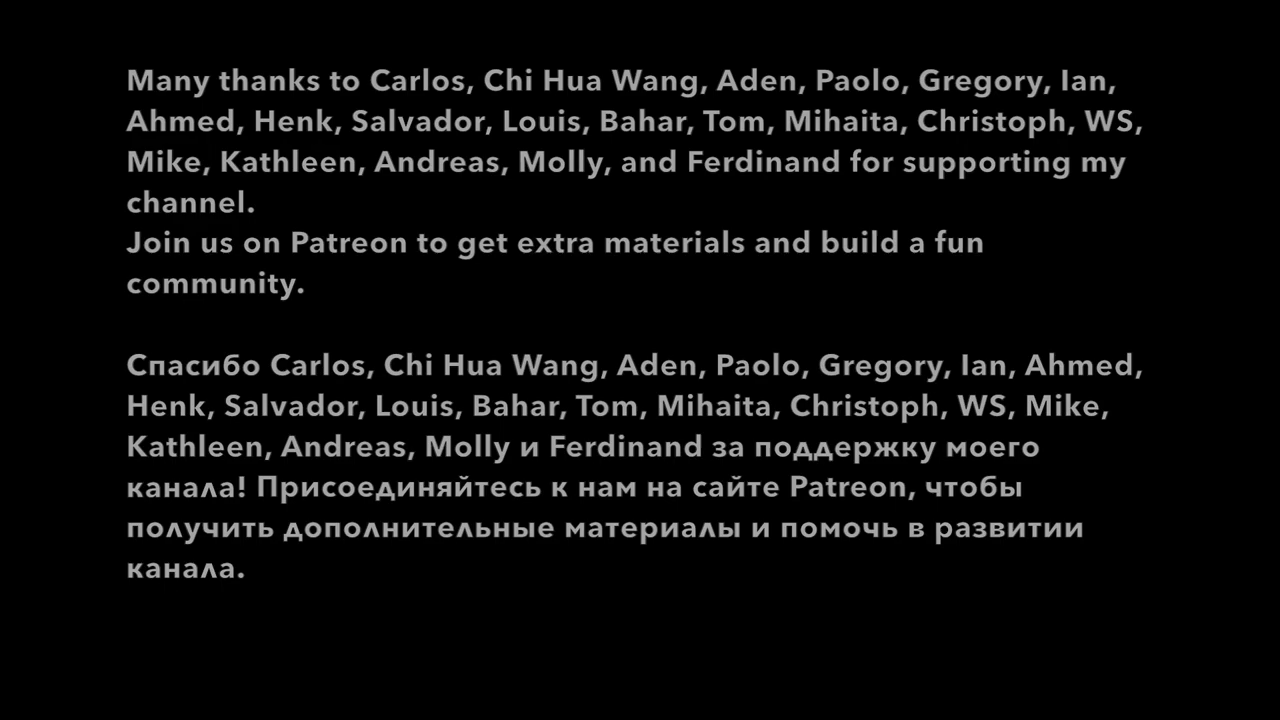 Many thanks to Carlos, Chi Hua Wang, Aden, Paolo, Gregory, Ian,
Ahmed, Henk, Salvador, Louis, Bahar, Tom, Mihaita, Christoph, WS,
Mike, Kathleen, Andreas, Molly, and Ferdinand for supporting my
channel.
Join us on Patreon to get extra materials and build a fun
community.
Спасибо Carlos, Chi Hua Wang, Aden, Paolo, Gregory, Ian, Ahmed,
Henk, Salvador, Louis, Bahar, Tom, Mihaita, Christoph, WS, Mike,
Kathleen, Andreas, Molly и Ferdinand за поддержку моего
канала! Присоединяйтесь к нам на сайте Patreon, чтобы
получить дополнительные материалы и помочь в развитии
канала.